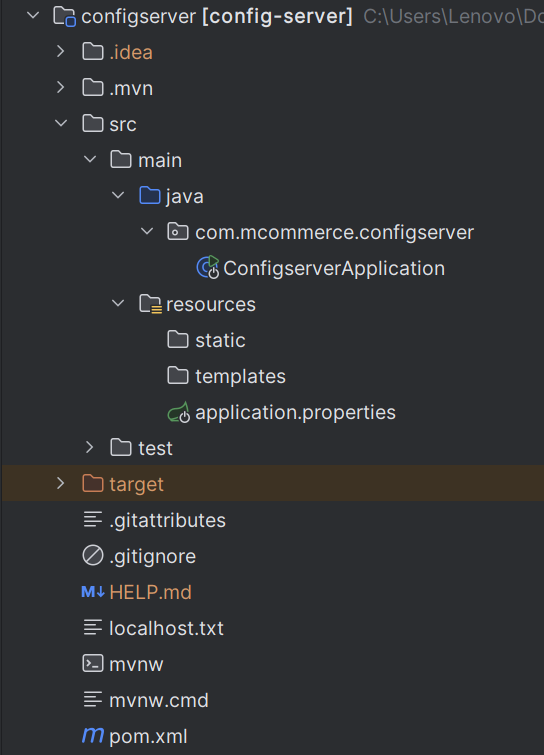 configserver [config-server] C:\Users\Lenovo\Do
.idea
.mvn
src
main
java
com.mcommerce.configserver
ConfigserverApplication
resources
static
templates
application.properties
test
target
.gitattributes
.gitignore
M↓ HELP.md
localhost.txt
mvnw
mvnw.cmd
m pom.xml